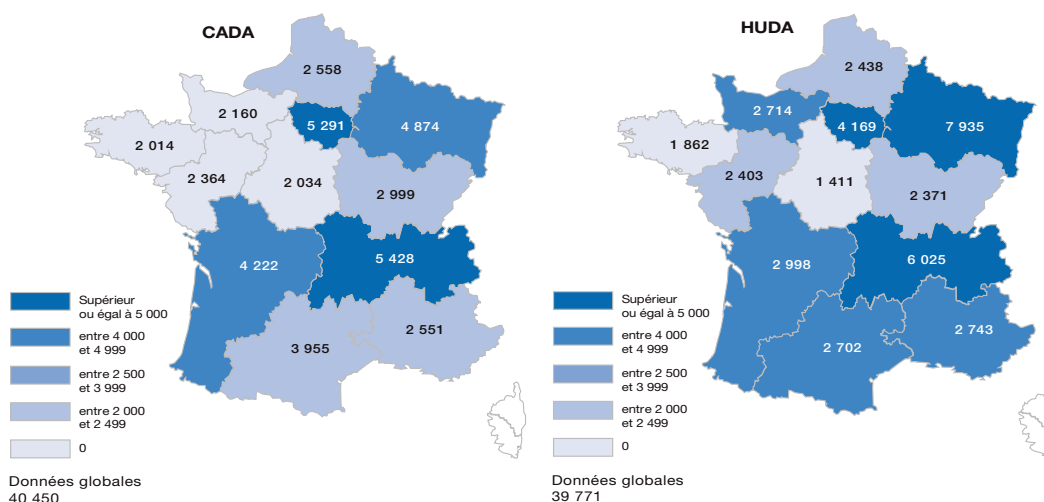 CADA
2 558
2 160
5 291
4 874
2 014
2 364
2 034
2 999
4 222
5 428
3 955
2 551
Supérieur
ou égal à 5 000
entre 4 000
et 4 999
entre 2 500
et 3 999
entre 2 000
et 2 499
0
Données globales
40 450
HUDA
2 438
2 714
4 169
7 935
1 862
2 403
1 411
2 371
2 998
6 025
2 702
2 743
Supérieur
ou égal à 5 000
entre 4 000
et 4 999
entre 2 500
et 3 999
entre 2 000
et 2 499
0
Données globales
39 771